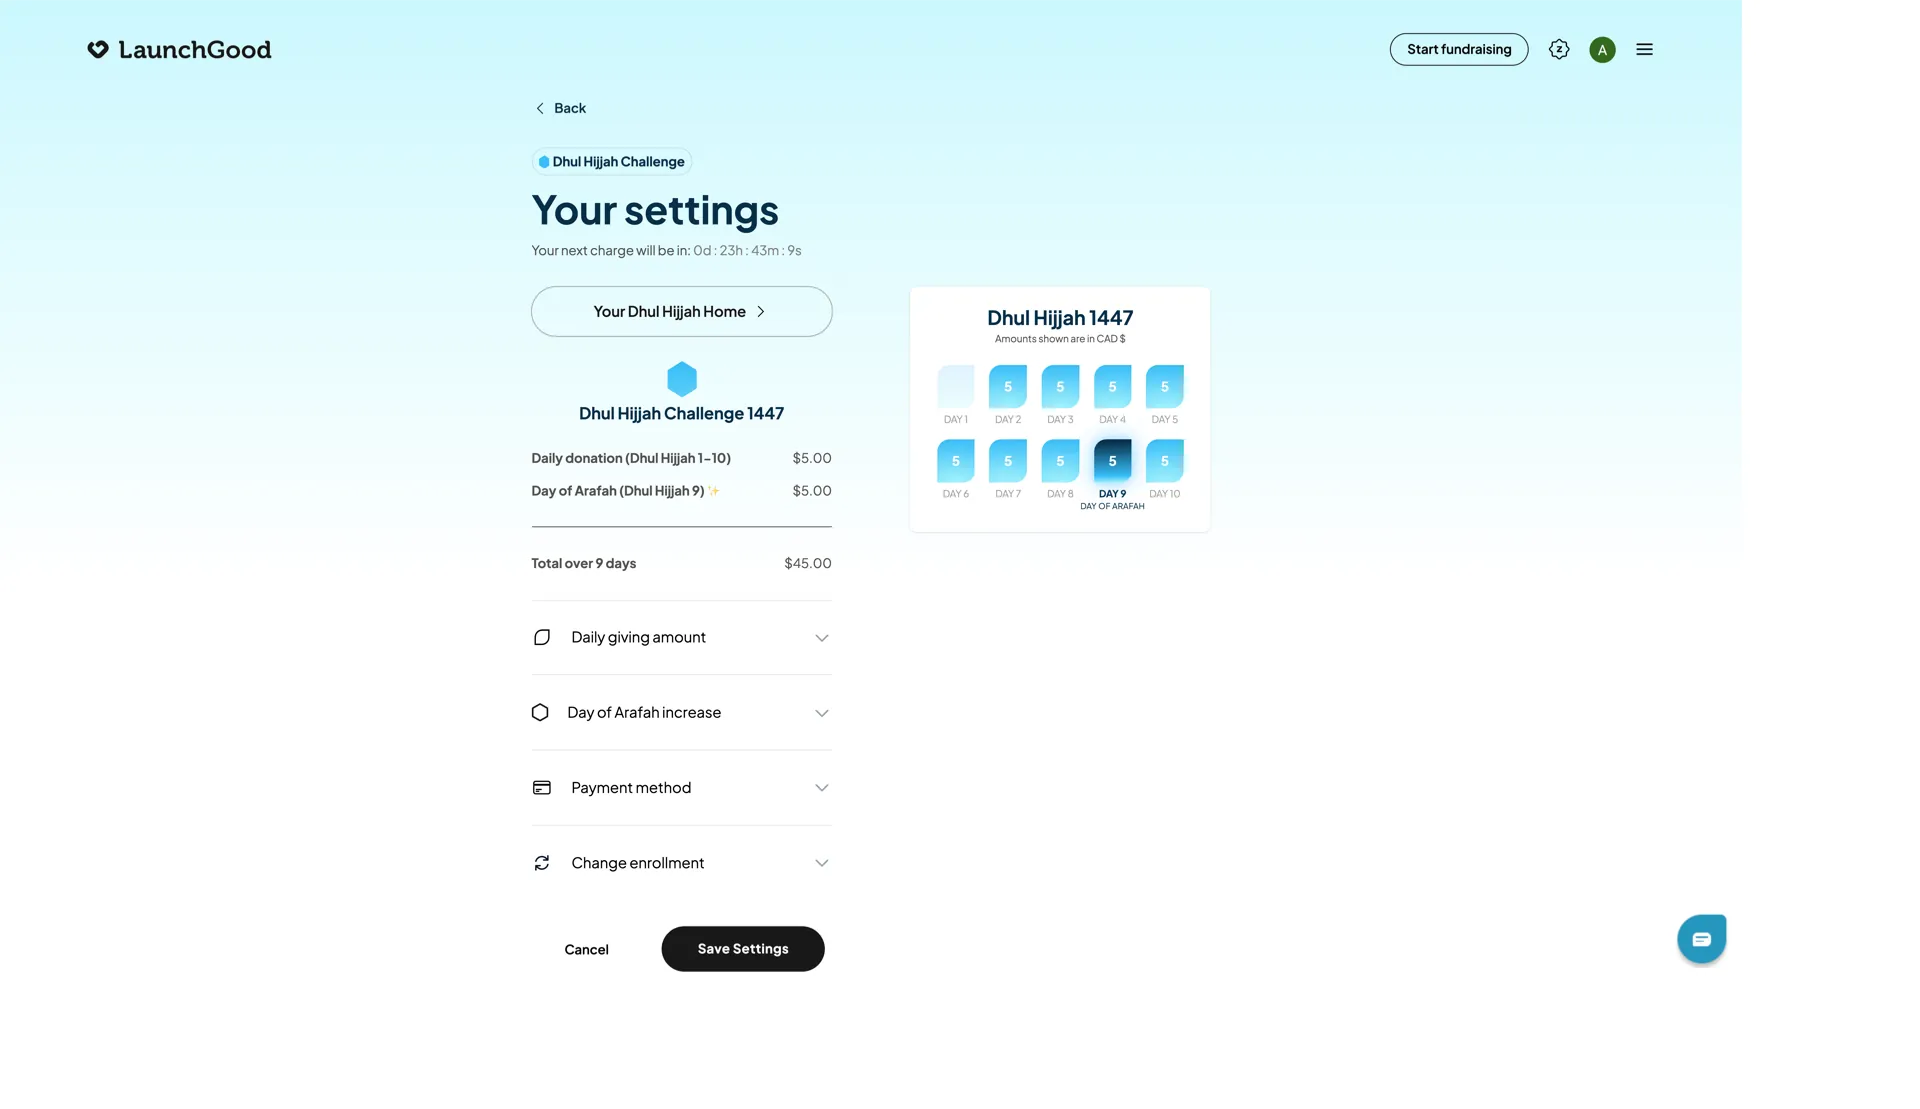 LaunchGood
Start fundraising
A
Back
Dhul Hijjah Challenge
Your settings
Your next charge will be in: 0d : 23h : 43m : 9s
Your Dhul Hijjah Home
Dhul Hijjah Challenge 1447
Daily donation (Dhul Hijjah 1-10) $5.00
Day of Arafah (Dhul Hijjah 9) $5.00
Total over 9 days $45.00
Daily giving amount
Day of Arafah increase
Payment method
Change enrollment
Cancel
Save Settings
Dhul Hijjah 1447
Amounts shown are in CAD $
5 5 5 5
DAY 1 DAY 2 DAY 3 DAY 4 DAY 5
5 5 5 5 5
DAY 6 DAY 7 DAY 8 DAY 9 DAY 10
DAY OF ARAFAH